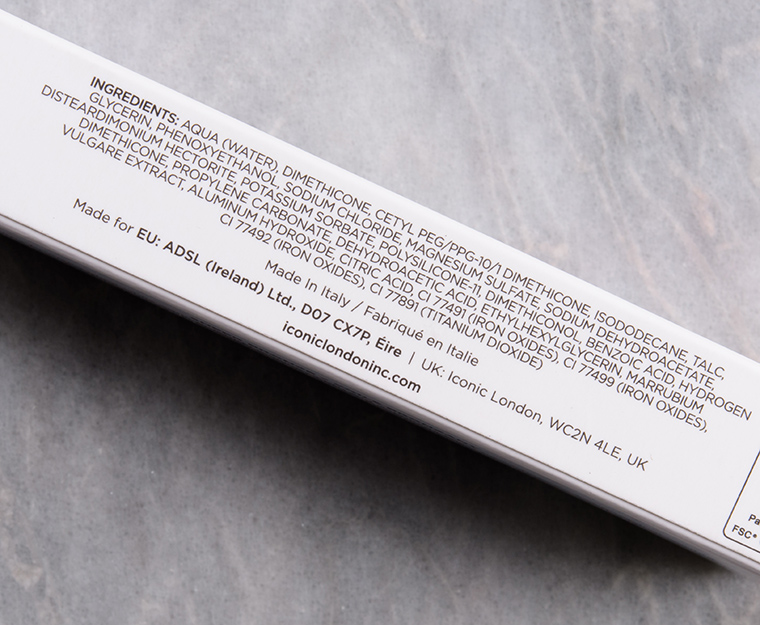 INGREDIENTS: AQUA (WATER), DIMETHICONE, CETYL PEG/PPG-10/1 DIMETHICONE, ISODODECANE, TALC,
GLYCERIN, PHENOXYETHANOL, SODIUM CHLORIDE, MAGNESIUM SULFATE, SODIUM DEHYDROACETATE,
DISTEARDIMONIUM HECTORITE, POTASSIUM SORBATE, POLYSILICONE-11, DIMETHICONOL, BENZOIC ACID, HYDROGEN
DIMETHICONE, PROPYLENE CARBONATE, DEHYDROACETIC ACID, ETHYLHEXYLGLYCERIN, MARRUBIUM
VULGARE EXTRACT, ALUMINUM HYDROXIDE, CITRIC ACID, CI 77491 (IRON OXIDES), CI 77499 (IRON OXIDES),
CI 77492 (IRON OXIDES), CI 77891 (TITANIUM DIOXIDE)
Made In Italy / Fabriqué en Italie
Made for EU: ADSL (Ireland) Ltd., D07 CX7P, Éire | UK: Iconic London, WC2N 4LE, UK
iconiclondoninc.com
FSC*